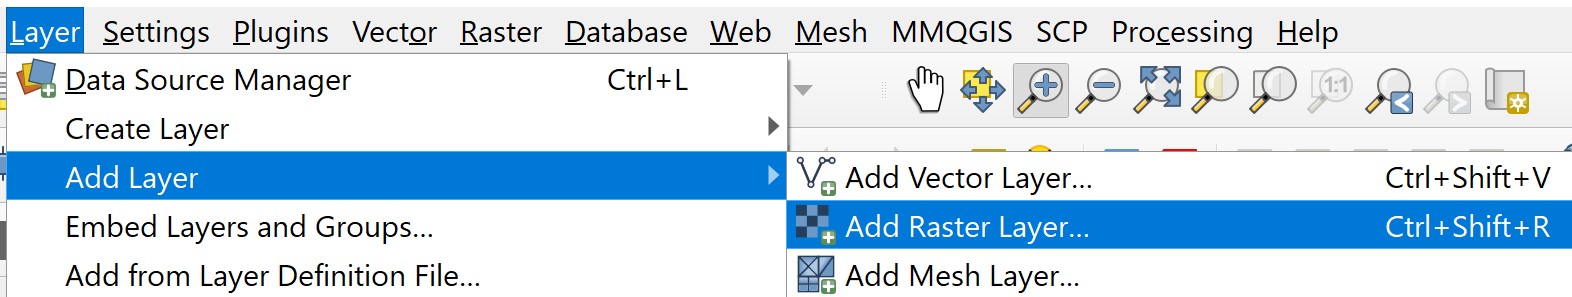 Layer Settings Plugins Vector Raster Database Web Mesh MMQGIS SCP Processing Help
Data Source Manager Ctrl+L
1:1
Create Layer
Add Layer
Add Vector Layer... Ctrl+Shift+V
Embed Layers and Groups...
Add Raster Layer... Ctrl+Shift+R
Add from Layer Definition File...
Add Mesh Layer...